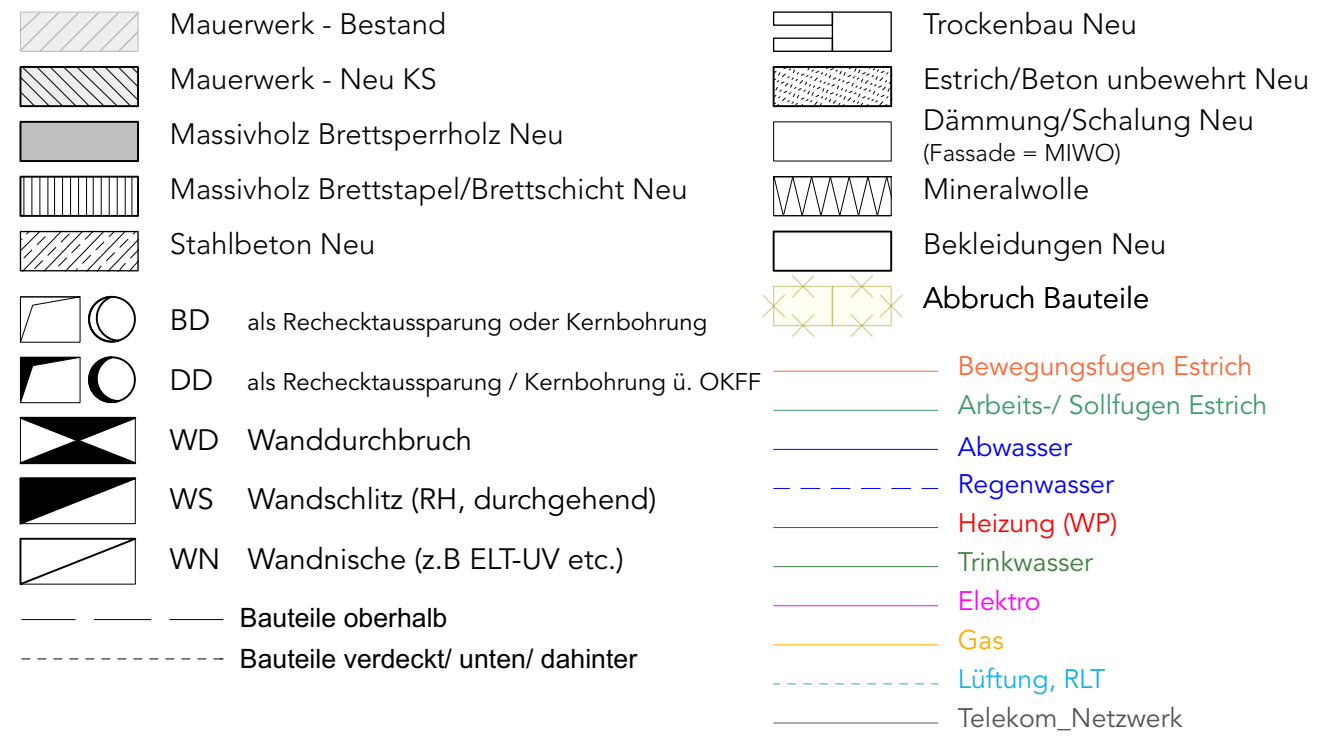 Mauerwerk - Bestand
Mauerwerk - Neu KS
Massivholz Brettsperrholz Neu
Massivholz Brettstapel/Brettschicht Neu
Stahlbeton Neu
BD als Rechecktaussparung oder Kernbohrung
DD als Rechecktaussparung / Kernbohrung ü. OKFF
WD Wanddurchbruch
WS Wandschlitz (RH, durchgehend)
WN Wandnische (z.B ELT-UV etc.)
Bauteile oberhalb
Bauteile verdeckt/ unten/ dahinter
Trockenbau Neu
Estrich/Beton unbewehrt Neu
Dämmung/Schalung Neu
(Fassade = MIWO)
Mineralwolle
Bekleidungen Neu
Abbruch Bauteile
Bewegungsfugen Estrich
Arbeits-/ Sollfugen Estrich
Abwasser
Regenwasser
Heizung (WP)
Trinkwasser
Elektro
Gas
Lüftung, RLT
Telekom_Netzwerk